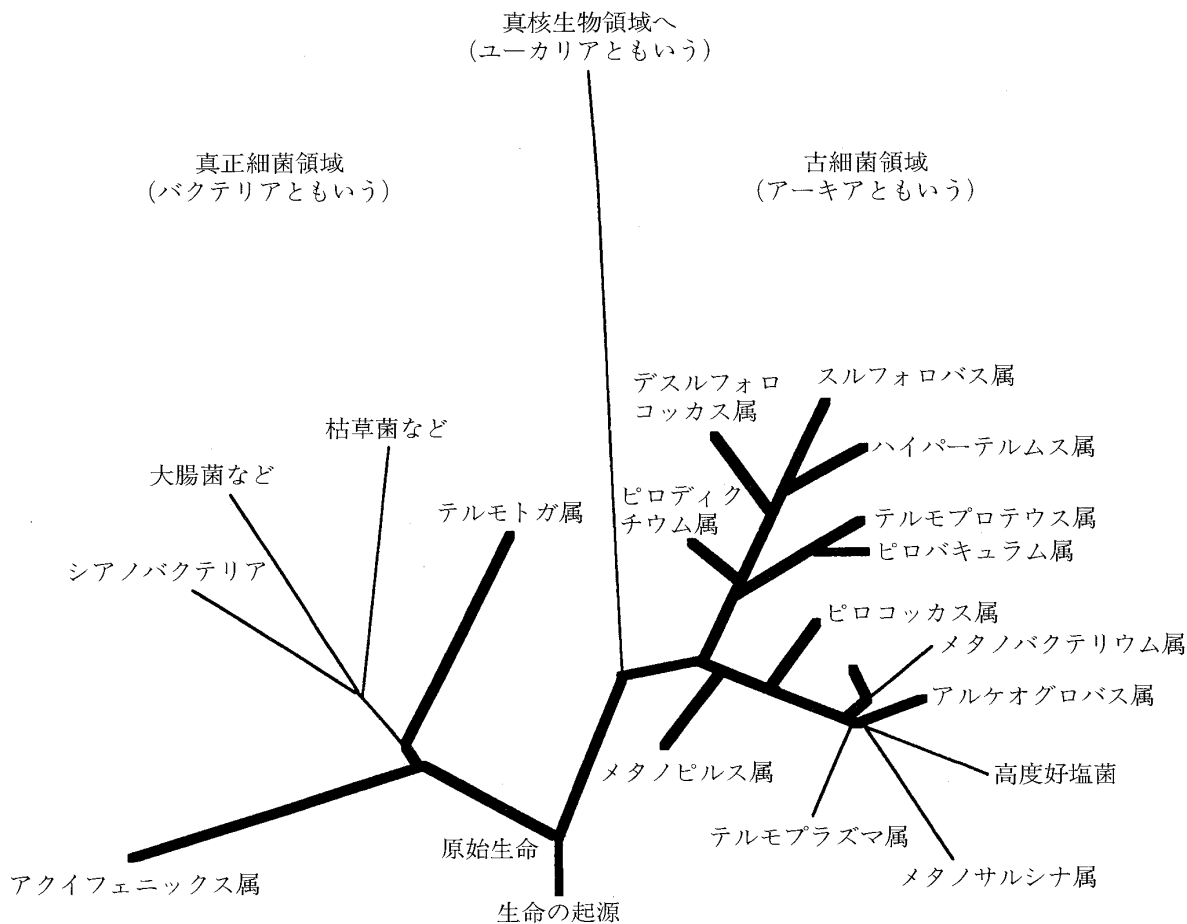 真核生物領域へ
(ユーカリアともいう)
真正細菌領域
(バクテリアともいう)
古細菌領域
(アーキアともいう)
デスルフォロ
コッカス属
スルフォロバス属
枯草菌など
ハイパーテルムス属
大腸菌など
ピロディク
チウム属
テルモトガ属
テルモプロテウス属
ピロバキュラム属
シアノバクテリア
ピロコッカス属
メタノバクテリウム属
アルケオグロバス属
メタノピルス属
高度好塩菌
テルモプラズマ属
原始生命
メタノサルシナ属
アクイフェニックス属
生命の起源